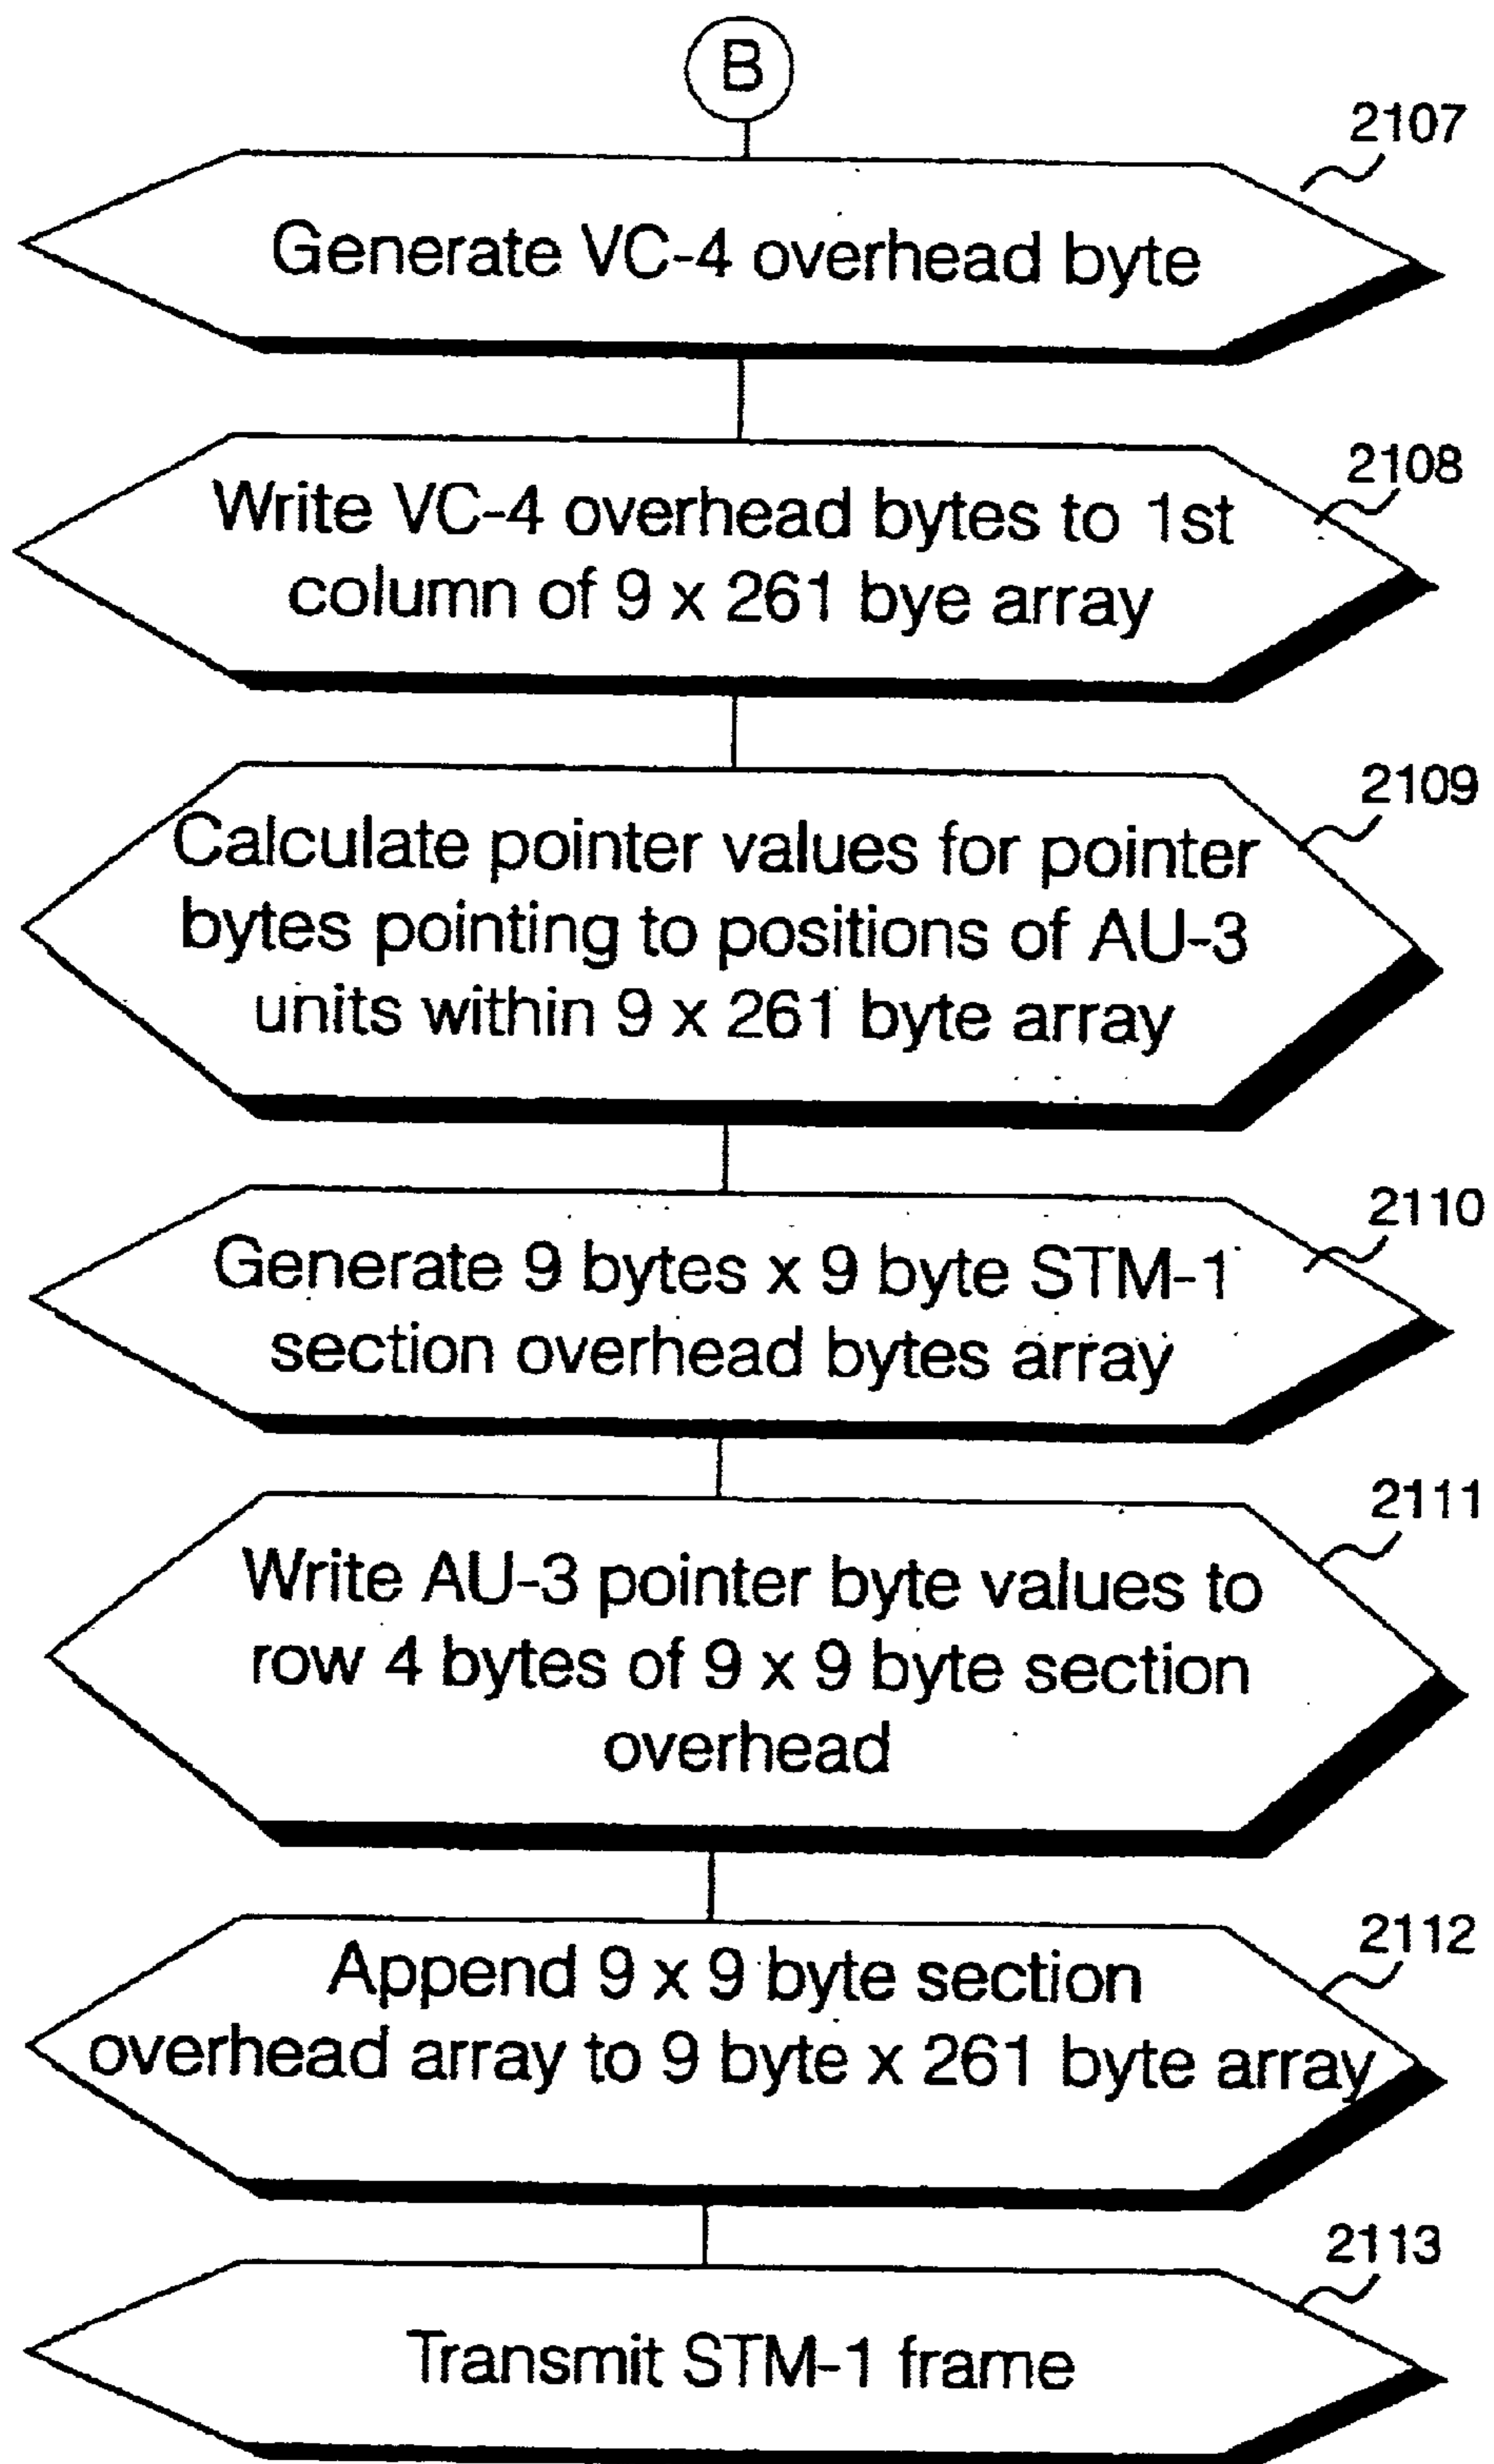 B
2107
Generate VC-4 overhead byte
2108
Write VC-4 overhead bytes to 1st
column of 9 x 261 bye array
2109
Calculate pointer values for pointer
bytes pointing to positions of AU-3
units within 9 x 261 byte array
2110
Generate 9 bytes x 9 byte STM-1
section overhead bytes array
2111
Write AU-3 pointer byte values to
row 4 bytes of 9 x 9 byte section
overhead
2112
Append 9 x 9 byte section
overhead array to 9 byte x 261 byte array
2113
Transmit STM-1 frame